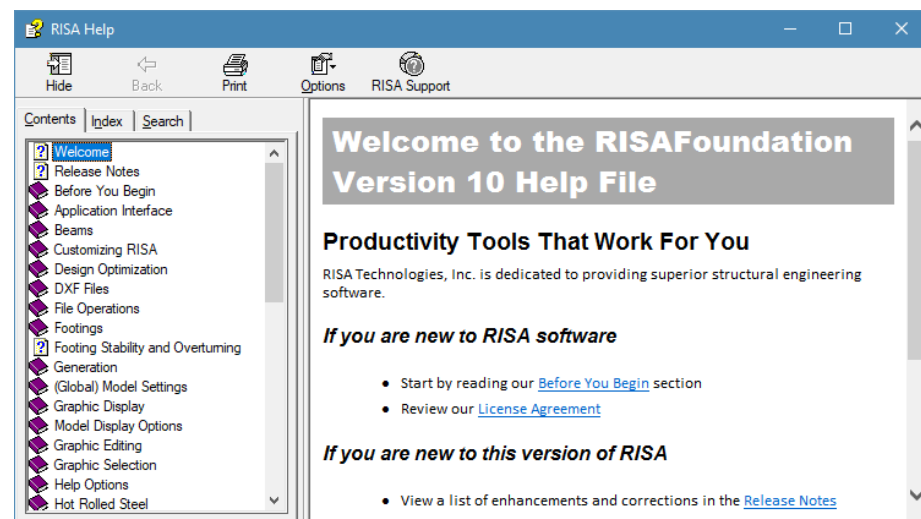 RISA Help
Hide
Back
Print
Options
RISA Support
Contents
Index
Search
Welcome
Release Notes
Before You Begin
Application Interface
Beams
Customizing RISA
Design Optimization
DXF Files
File Operations
Footings
Footing Stability and Overturning
Generation
(Global) Model Settings
Graphic Display
Model Display Options
Graphic Editing
Graphic Selection
Help Options
Hot Rolled Steel
Welcome to the RISAFoundation
Version 10 Help File
Productivity Tools That Work For You
RISA Technologies, Inc. is dedicated to providing superior structural engineering
software.
If you are new to RISA software
• Start by reading our Before You Begin section
• Review our License Agreement
If you are new to this version of RISA
• View a list of enhancements and corrections in the Release Notes